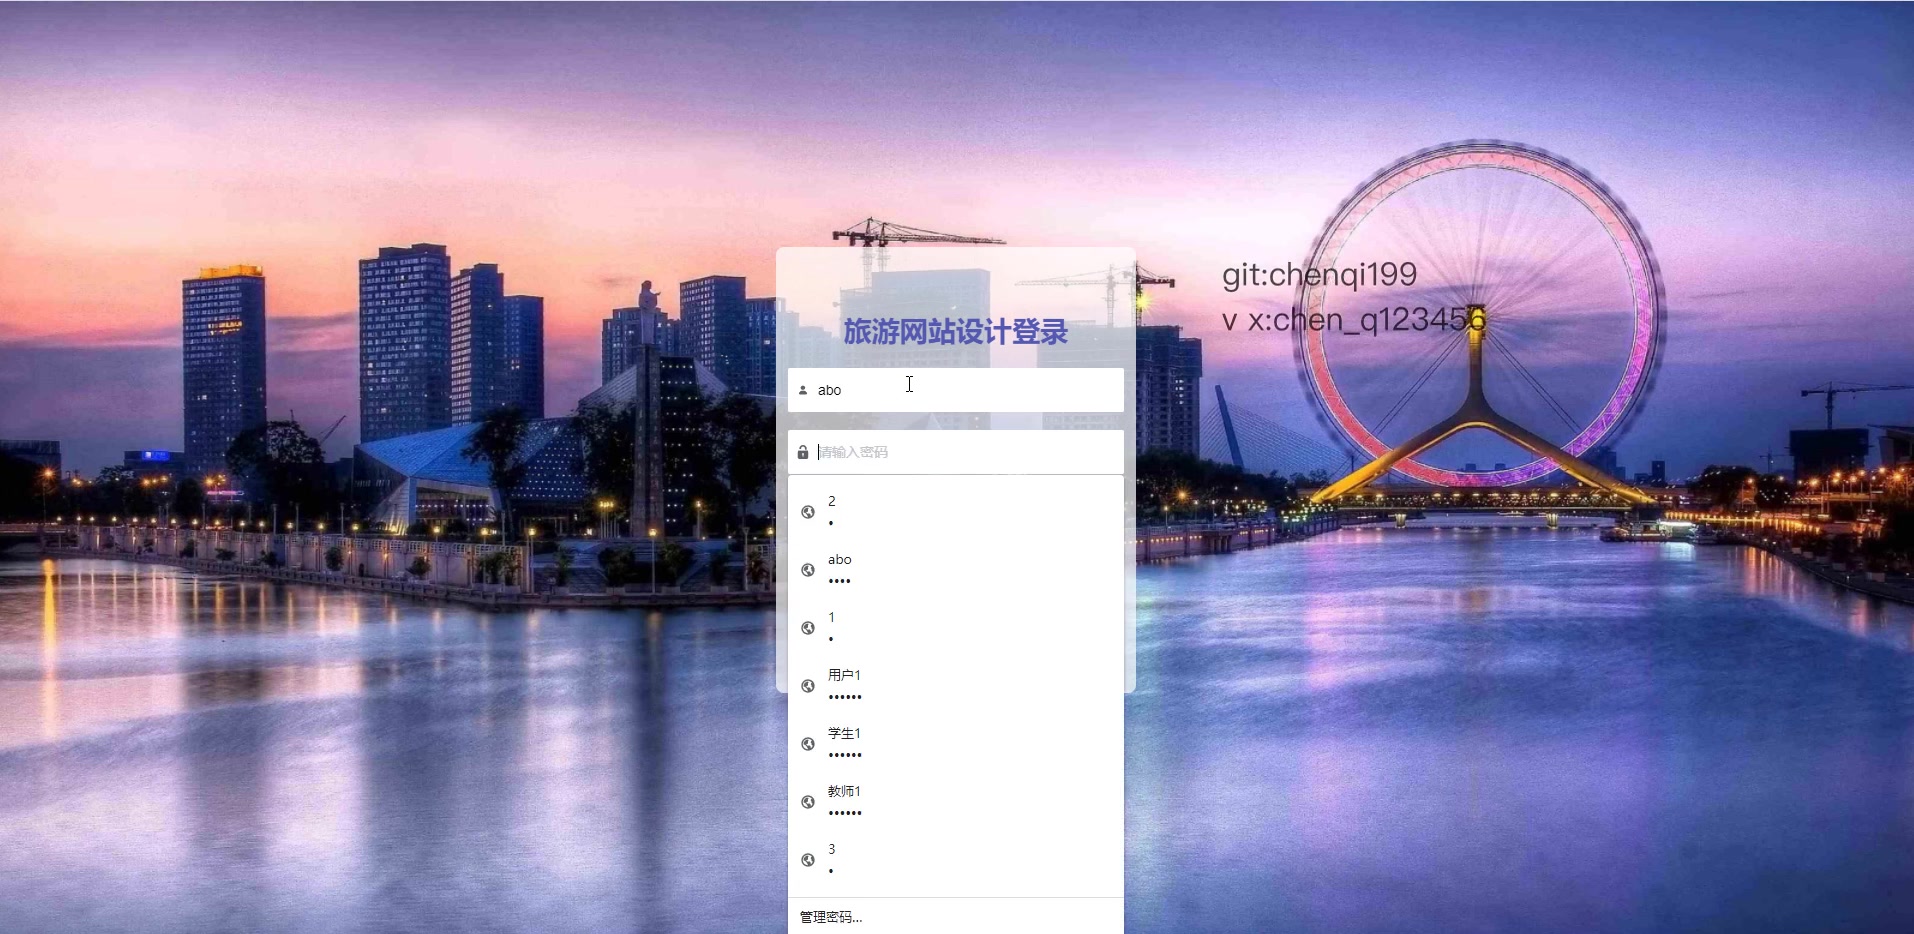 git:chenqi199
v x:chen_q123456
旅游网站设计登录
abo
请输入密码
2
•
abo
••••
1
•
用户1
••••••
学生1
••••••
教师1
••••••
3
•
管理密码...